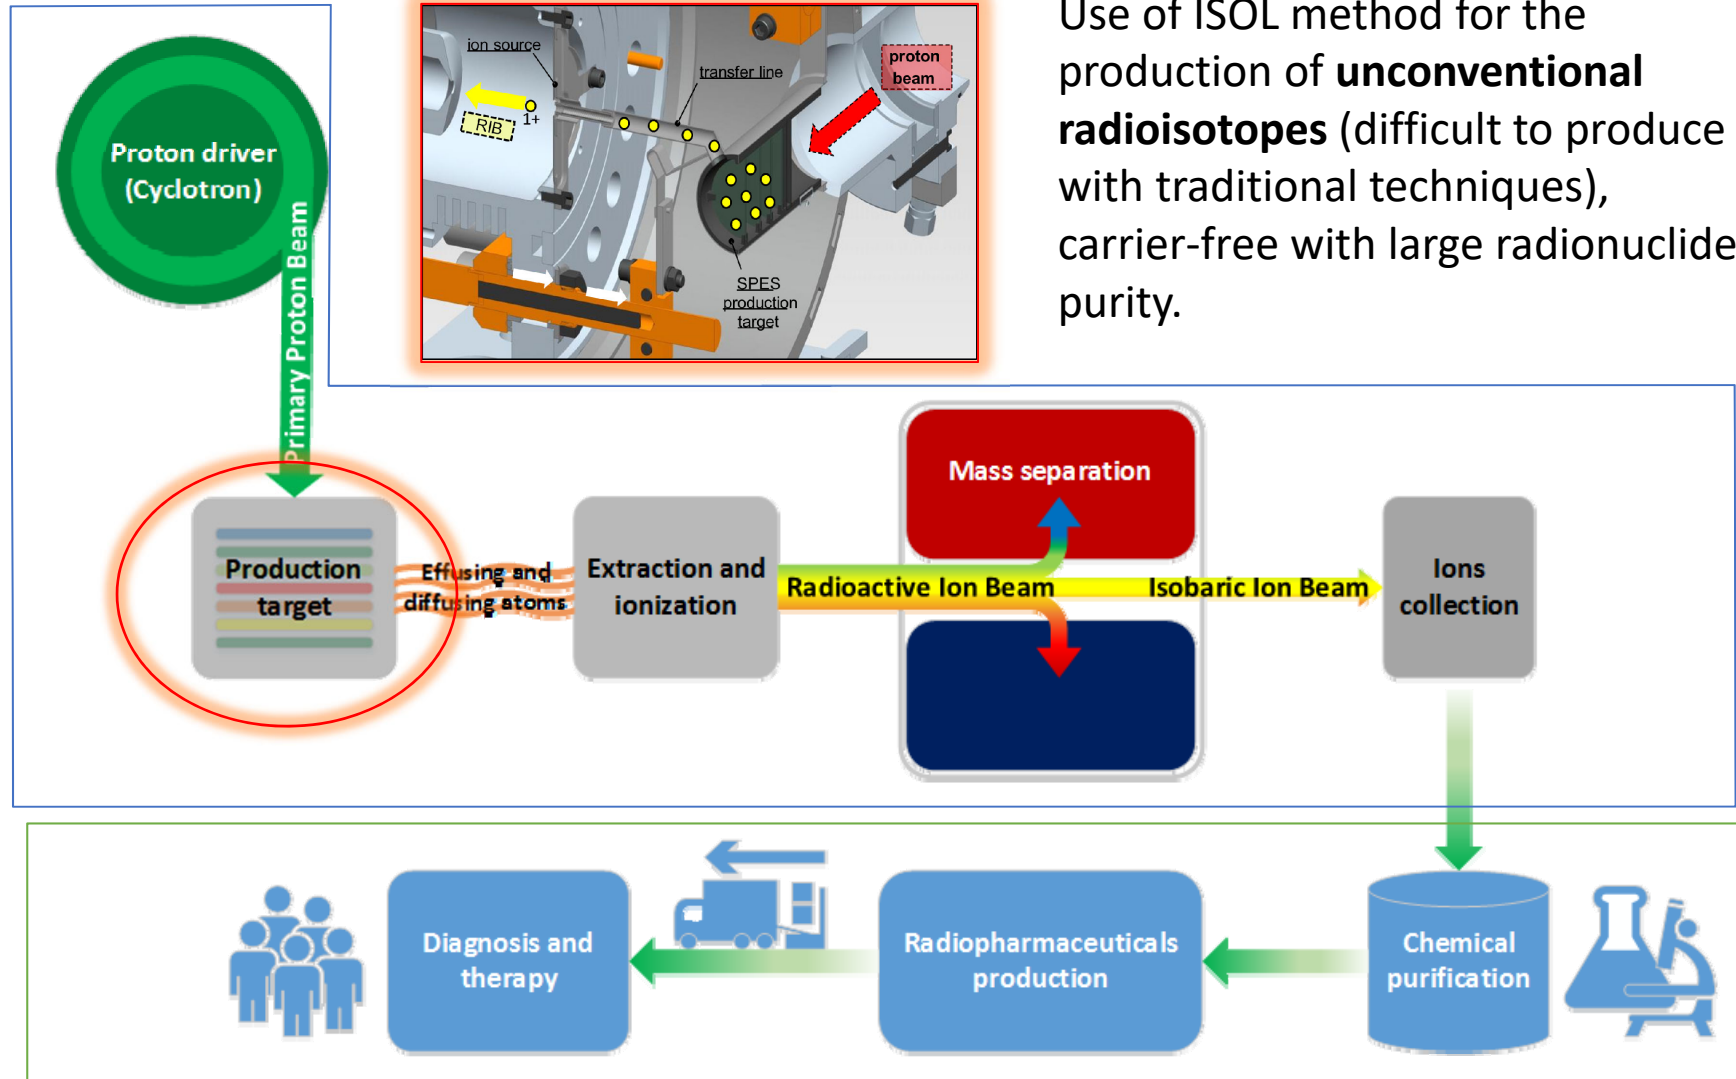 Use of ISOL method for the
production of unconventional
radioisotopes (difficult to produce
with traditional techniques),
carrier-free with large radionuclide
purity.
ion source
transfer line
proton
beam
1+
RIB
SPES
production
target
Proton driver
(Cyclotron)
Primary Proton Beam
Production
target
Effusing and
diffusing atoms
Extraction and
ionization
Mass separation
Radioactive Ion Beam
Isobaric Ion Beam
Ions
collection
Diagnosis and
therapy
Radiopharmaceuticals
production
Chemical
purification